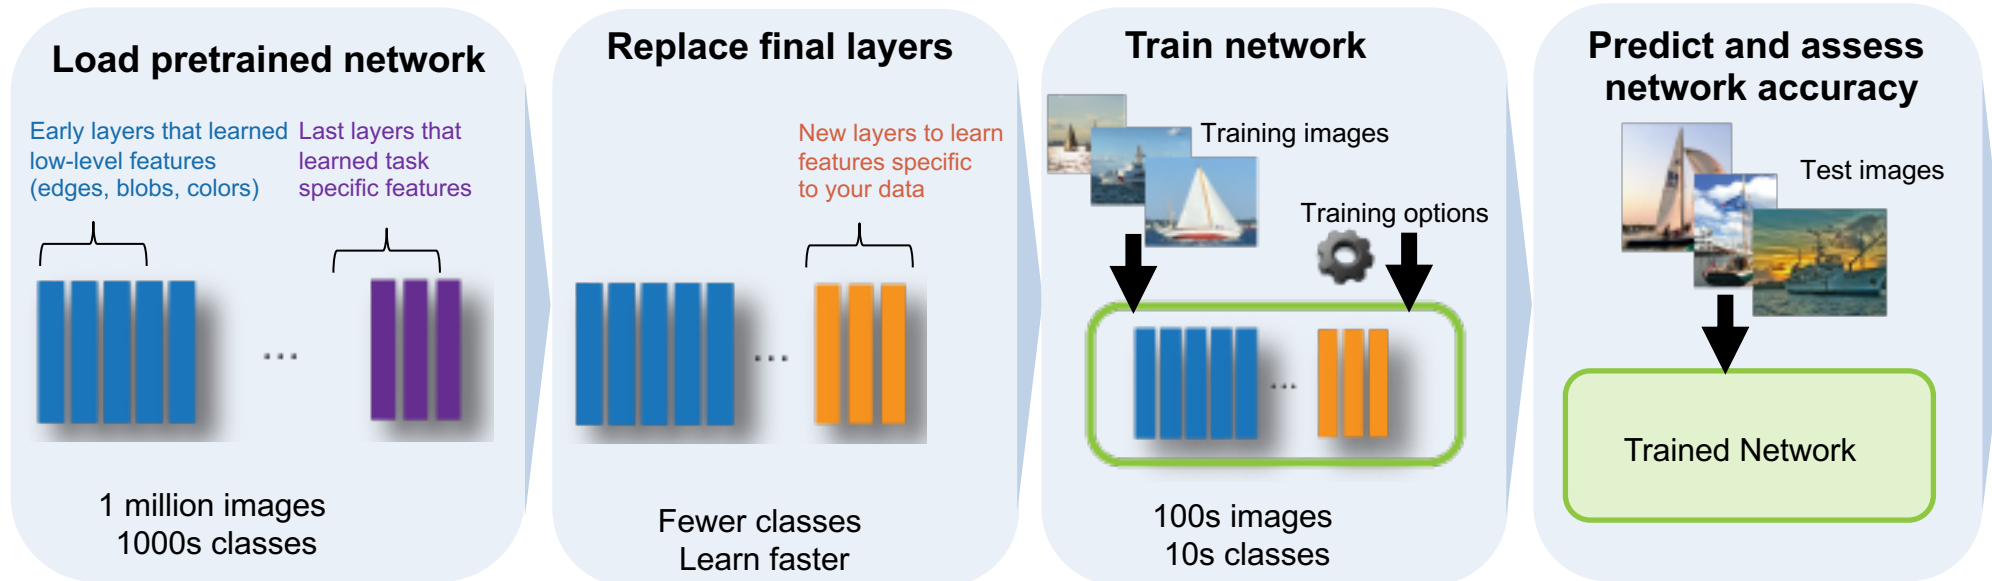 Load pretrained network
Early layers that learned
low-level features
(edges, blobs, colors)
Last layers that
learned task
specific features
...
1 million images
1000s classes
Replace final layers
New layers to learn
features specific
to your data
...
Fewer classes
Learn faster
Train network
Training images
Training options
...
100s images
10s classes
Predict and assess
network accuracy
Test images
Trained Network